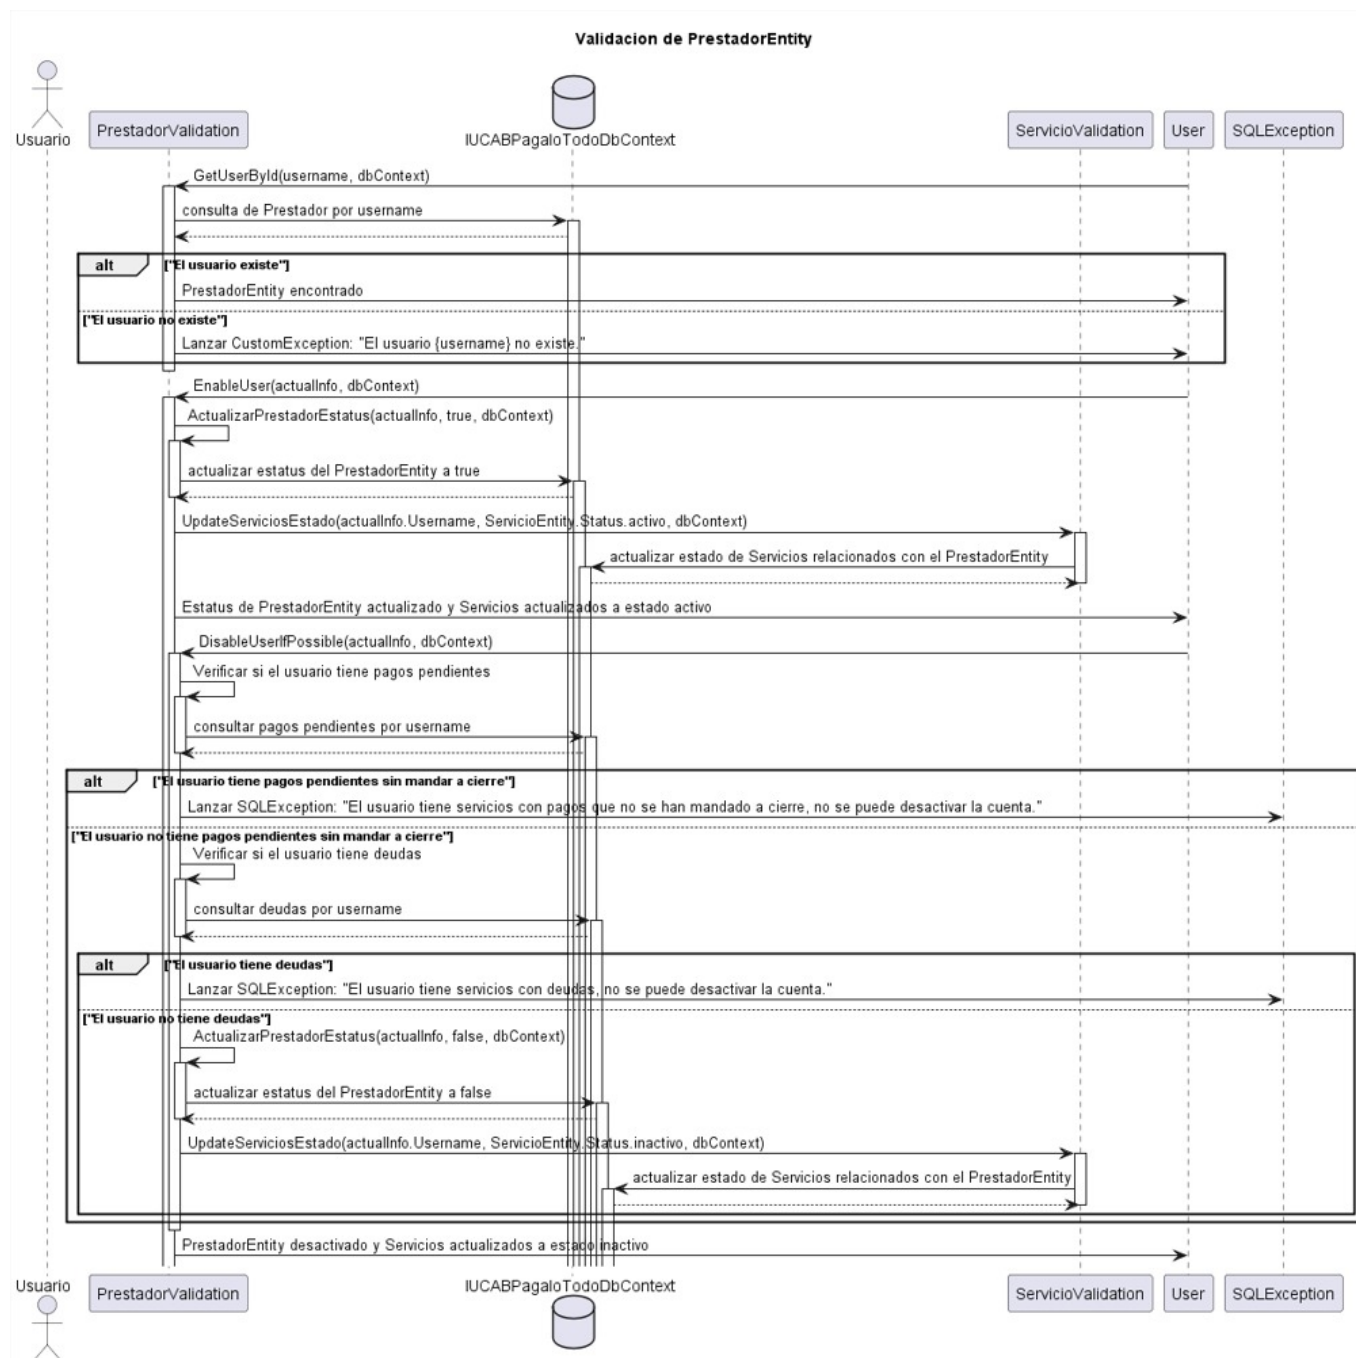 Validacion de PrestadorEntity
Usuario
PrestadorValidation
IUCABPagaloTodoDbContext
ServicioValidation
User
SQLException
GetUserById(username, dbContext)
consulta de Prestador por username
alt
["El usuario existe"]
PrestadorEntity encontrado
["El usuario no existe"]
Lanzar CustomException: "El usuario {username} no existe."
EnableUser(actualInfo, dbContext)
ActualizarPrestadorEstatus(actualInfo, true, dbContext)
actualizar estatus del PrestadorEntity a true
UpdateServiciosEstado(actualInfo.Username, ServicioEntity.Status.activo, dbContext)
actualizar estado de Servicios relacionados con el PrestadorEntity
Estatus de PrestadorEntity actualizado y Servicios actualizados a estado activo
DisableUserIfPossible(actualInfo, dbContext)
Verificar si el usuario tiene pagos pendientes
consultar pagos pendientes por username
alt
["El usuario tiene pagos pendientes sin mandar a cierre"]
Lanzar SQLException: "El usuario tiene servicios con pagos que no se han mandado a cierre, no se puede desactivar la cuenta."
["El usuario no tiene pagos pendientes sin mandar a cierre"]
Verificar si el usuario tiene deudas
consultar deudas por username
alt
["El usuario tiene deudas"]
Lanzar SQLException: "El usuario tiene servicios con deudas, no se puede desactivar la cuenta."
["El usuario no tiene deudas"]
ActualizarPrestadorEstatus(actualInfo, false, dbContext)
actualizar estatus del PrestadorEntity a false
UpdateServiciosEstado(actualInfo.Username, ServicioEntity.Status.inactivo, dbContext)
actualizar estado de Servicios relacionados con el PrestadorEntity
PrestadorEntity desactivado y Servicios actualizados a estado inactivo
Usuario
PrestadorValidation
IUCABPagaloTodoDbContext
ServicioValidation
User
SQLException